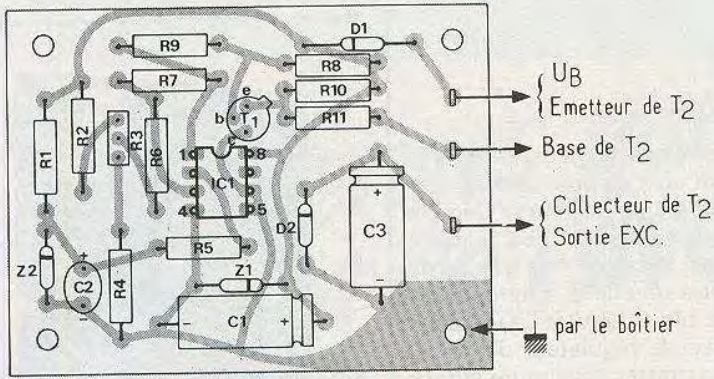 D1
R9
R8
R7
R10
R11
e
b
T1
c
R1
R2
R3
R6
1
8
IC1
4
5
+
C3
-
D2
R5
Z2
+
C2
-
R4
Z1
-
C1
+
UB
Emetteur de T2
Base de T2
Collecteur de T2
Sortie EXC.
par le boîtier